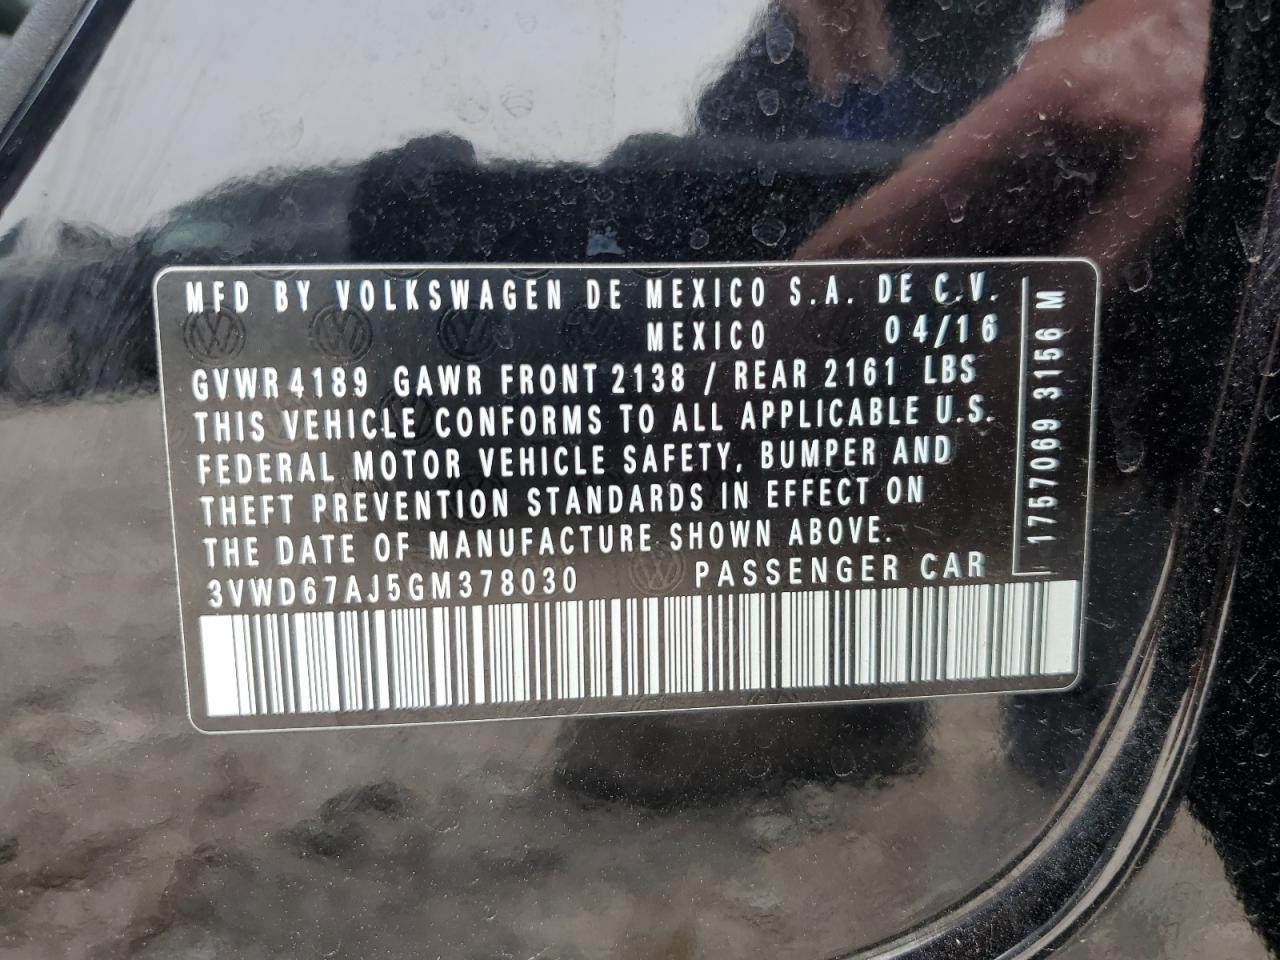 MFD BY VOLKSWAGEN DE MEXICO S.A. DE C.V.
MEXICO 04/16
GVWR 4189 GAWR FRONT 2138 / REAR 2161 LBS
THIS VEHICLE CONFORMS TO ALL APPLICABLE U.S.
FEDERAL MOTOR VEHICLE SAFETY, BUMPER AND
THEFT PREVENTION STANDARDS IN EFFECT ON
THE DATE OF MANUFACTURE SHOWN ABOVE.
3VWD67AJ5GM378030 PASSENGER CAR
1757069 3156 M